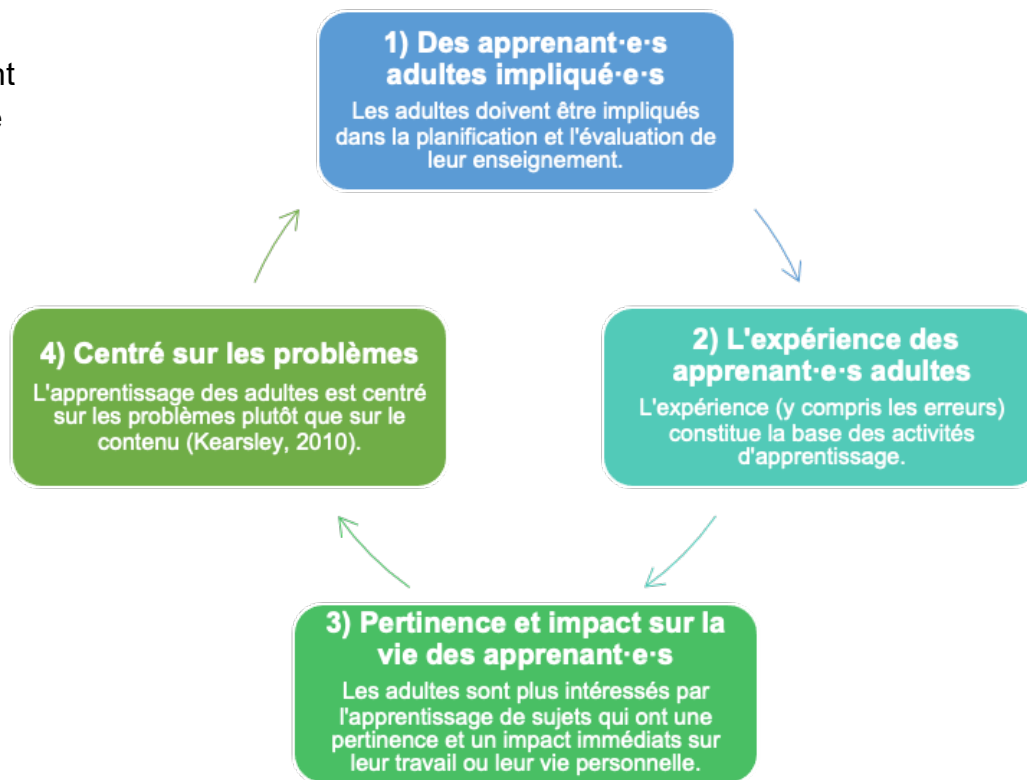 1) Des apprenant·e·s
adultes impliqué·e·s
Les adultes doivent être impliqués
dans la planification et l'évaluation de
leur enseignement.
2) L'expérience des
apprenant·e·s adultes
L'expérience (y compris les erreurs)
constitue la base des activités
d'apprentissage.
3) Pertinence et impact sur la
vie des apprenant·e·s
Les adultes sont plus intéressés par
l'apprentissage de sujets qui ont une
pertinence et un impact immédiats sur
leur travail ou leur vie personnelle.
4) Centré sur les problèmes
L'apprentissage des adultes est centré
sur les problèmes plutôt que sur le
contenu (Kearsley, 2010).